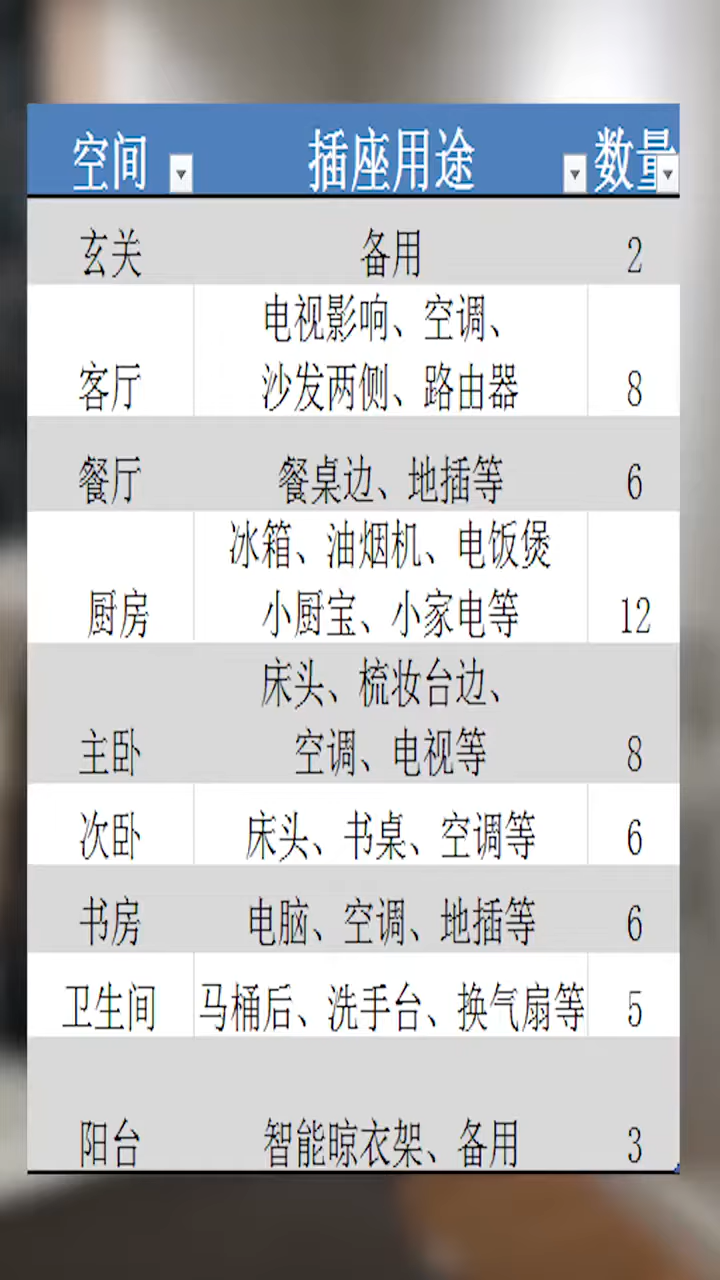 空间 插座用途 数量
玄关 备用 2
电视影响、空调、
客厅 沙发两侧、路由器 8
餐厅 餐桌边、地插等 6
冰箱、油烟机、电饭煲
厨房 小厨宝、小家电等 12
床头、梳妆台边、
主卧 空调、电视等 8
次卧 床头、书桌、空调等 6
书房 电脑、空调、地插等 6
卫生间 马桶后、洗手台、换气扇等 5
阳台 智能晾衣架、备用 3